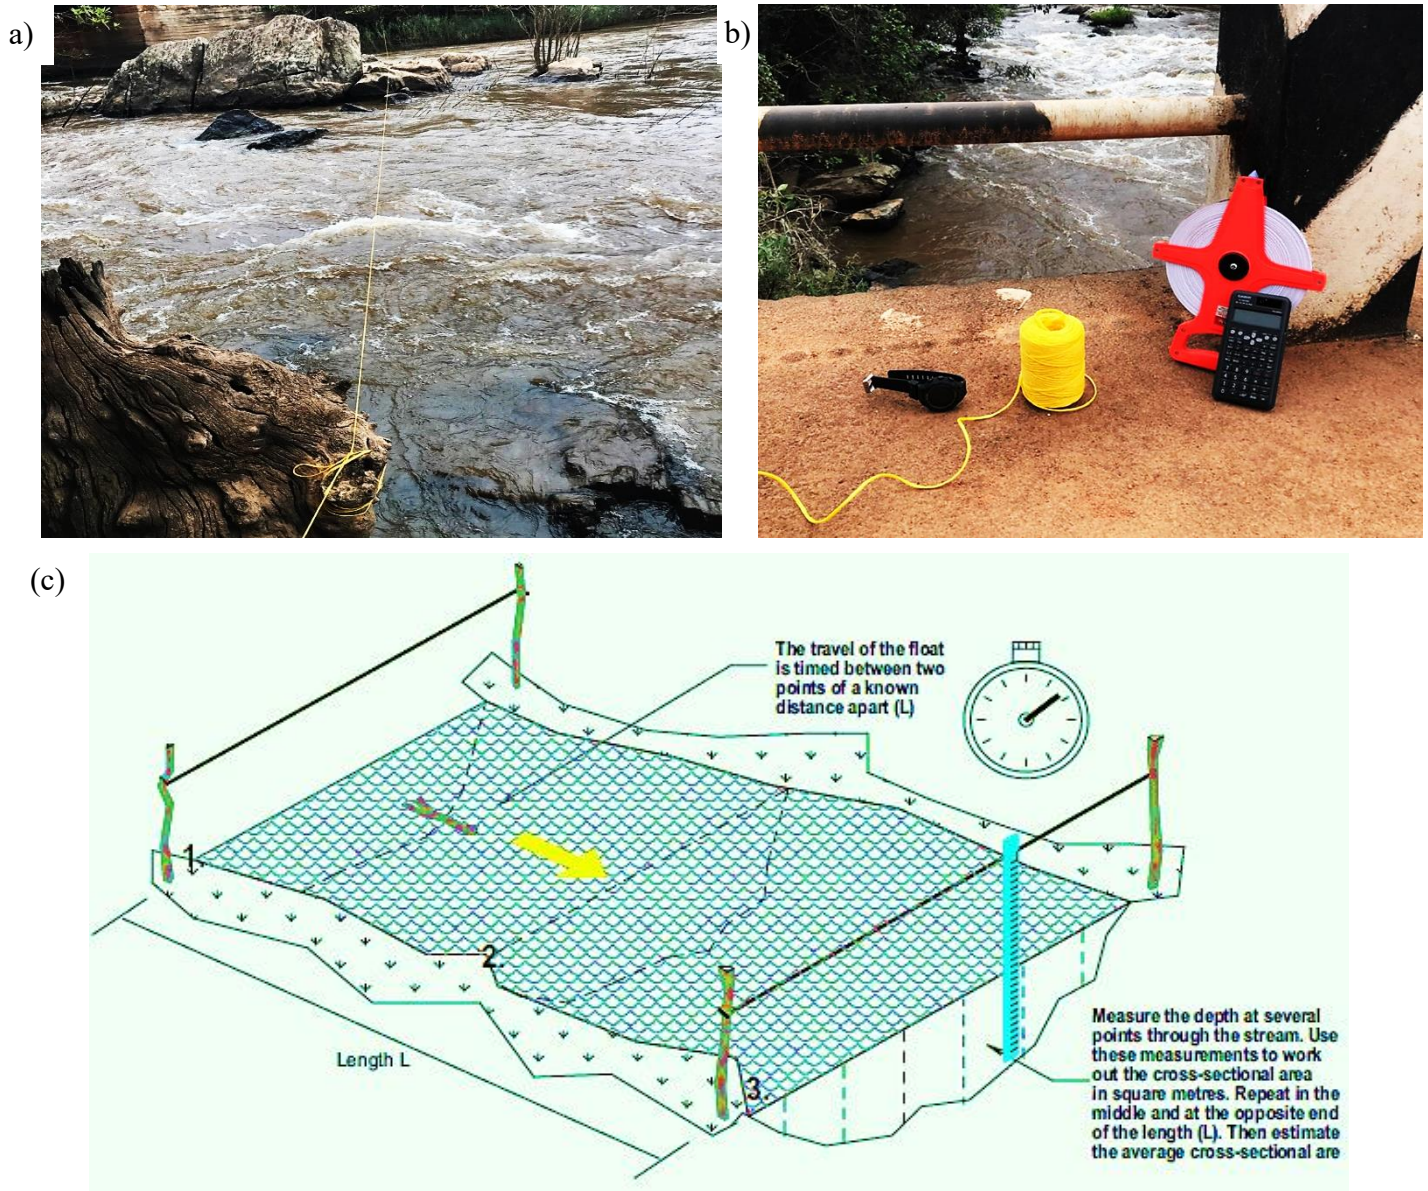 a)
b)
(c)
The travel of the float
is timed between two
points of a known
distance apart (L)
1.
2.
3.
Length L
Measure the depth at several
points through the stream. Use
these measurements to work
out the cross-sectional area
in square metres. Repeat in the
middle and at the opposite end
of the length (L). Then estimate
the average cross-sectional are